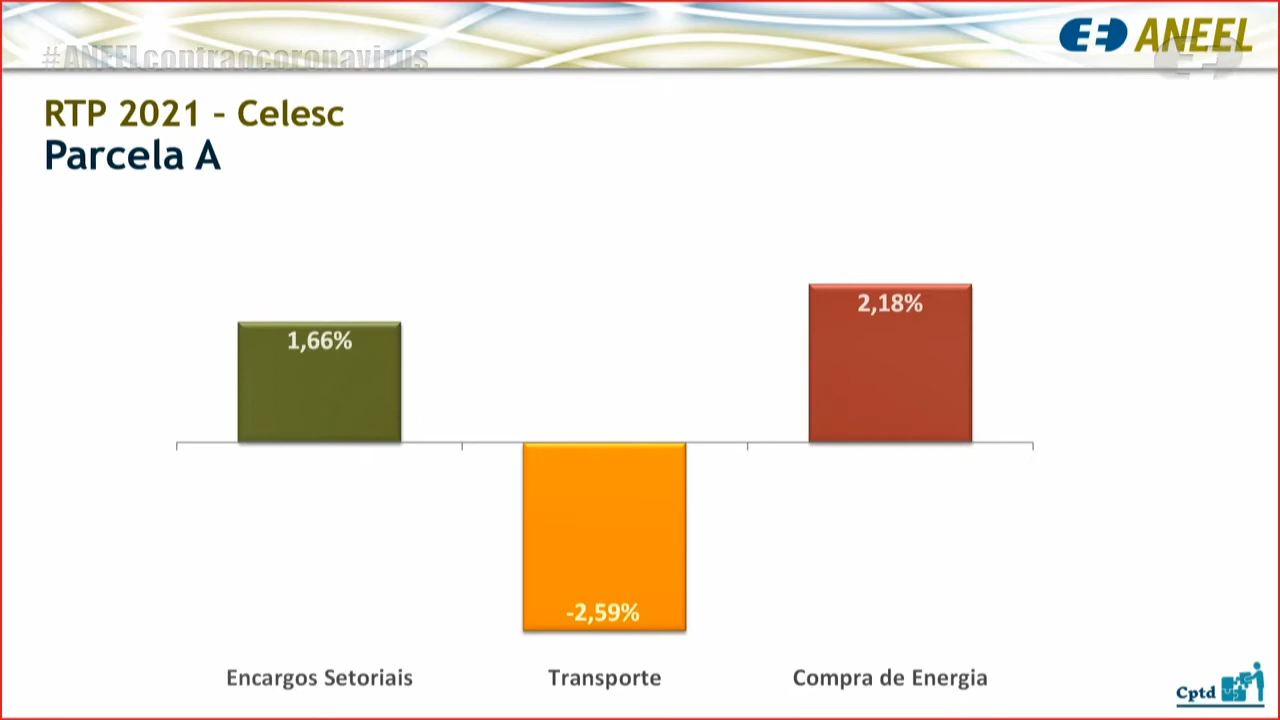 #ANEELcontraocoronavirus
ANEEL
RTP 2021 – Celesc
Parcela A
1,66%
2,18%
-2,59%
Encargos Setoriais
Transporte
Compra de Energia
Cptd